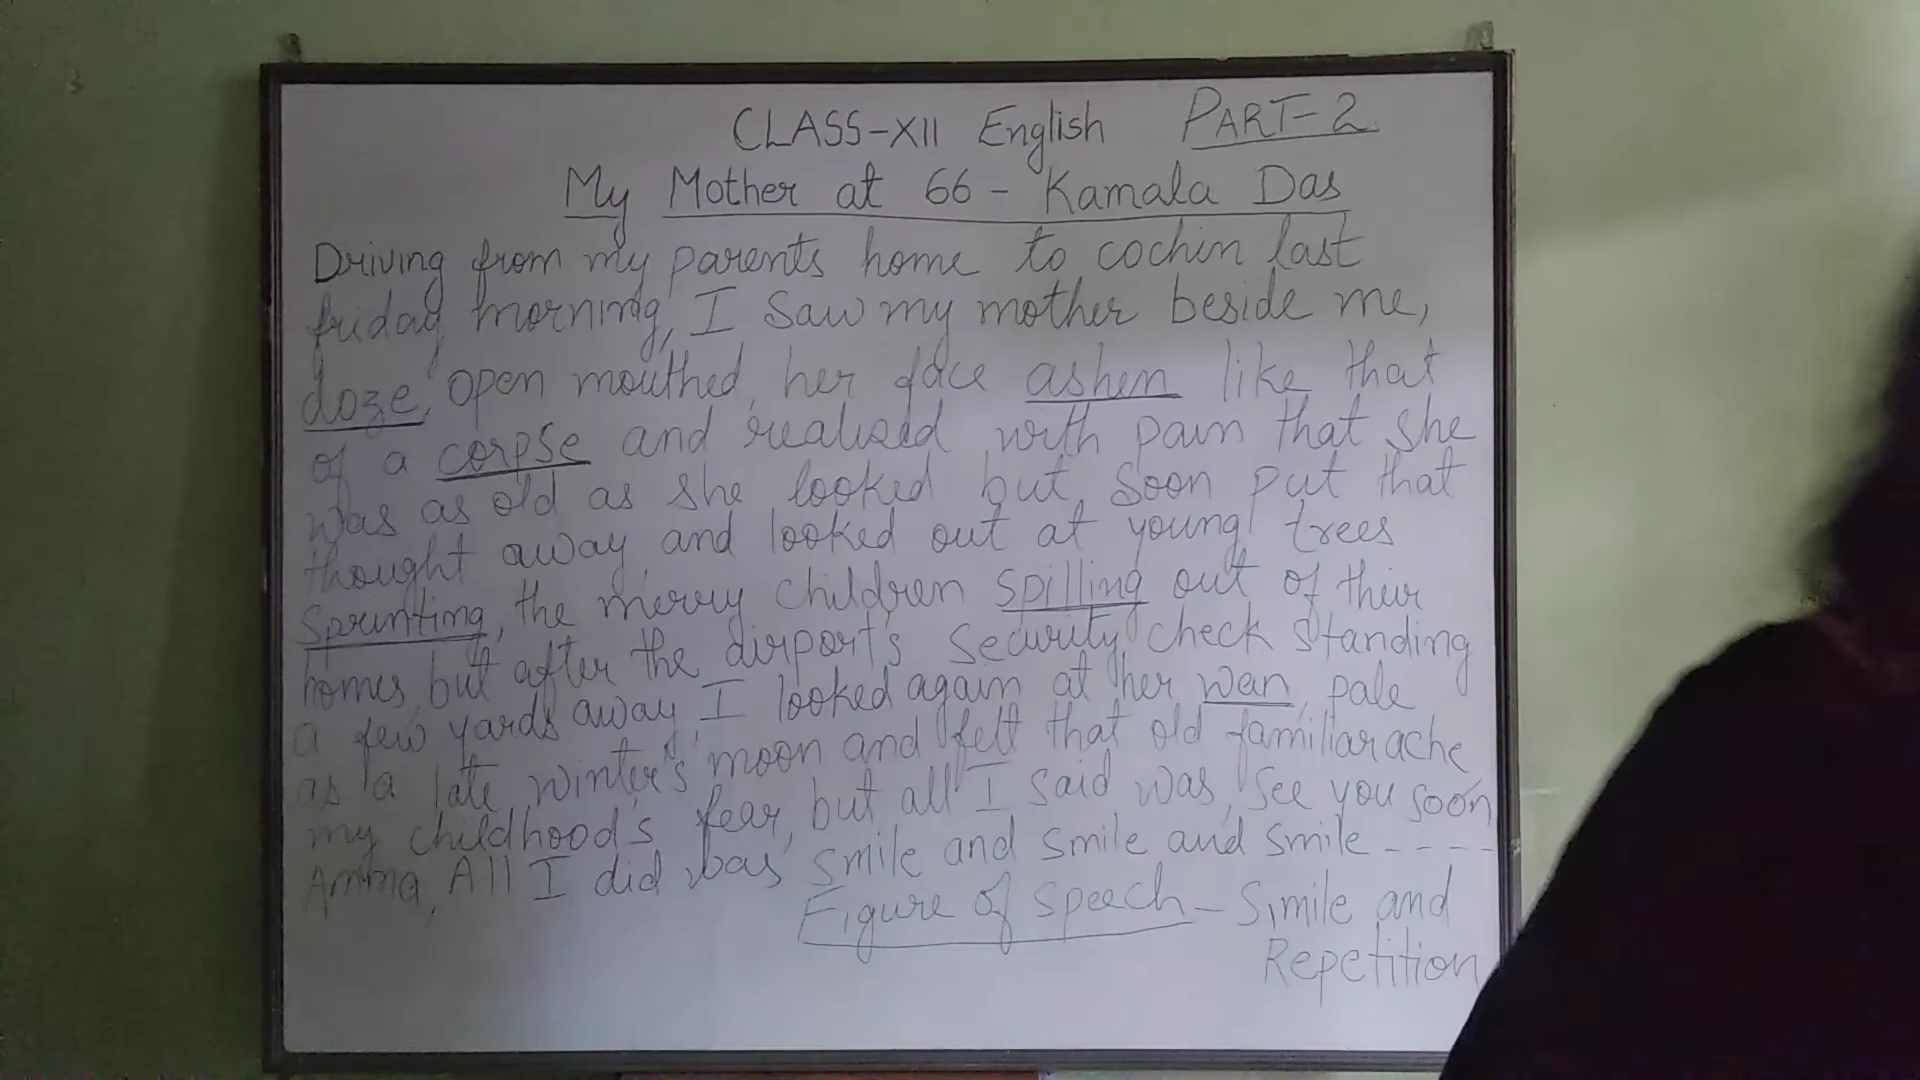 CLASS-XII English PART-2
My Mother at 66 - Kamala Das
Driving from my parents home to cochin last
friday morning, I saw my mother beside me,
doze, open mouthed, her face ashen like that
of a corpse and realised with pain that she
was as old as she looked but soon put that
thought away, and looked out at young trees
sprinting, the merry children spilling out of their
homes, but after the airport's security check standing
a few yards away, I looked again at her wan, pale
as a late winter's moon and felt that old familiar ache
my childhood's fear, but all I said was, see you soon
Amma, All I did was smile and smile and smile ----
Figure of speech - Simile and
Repetition